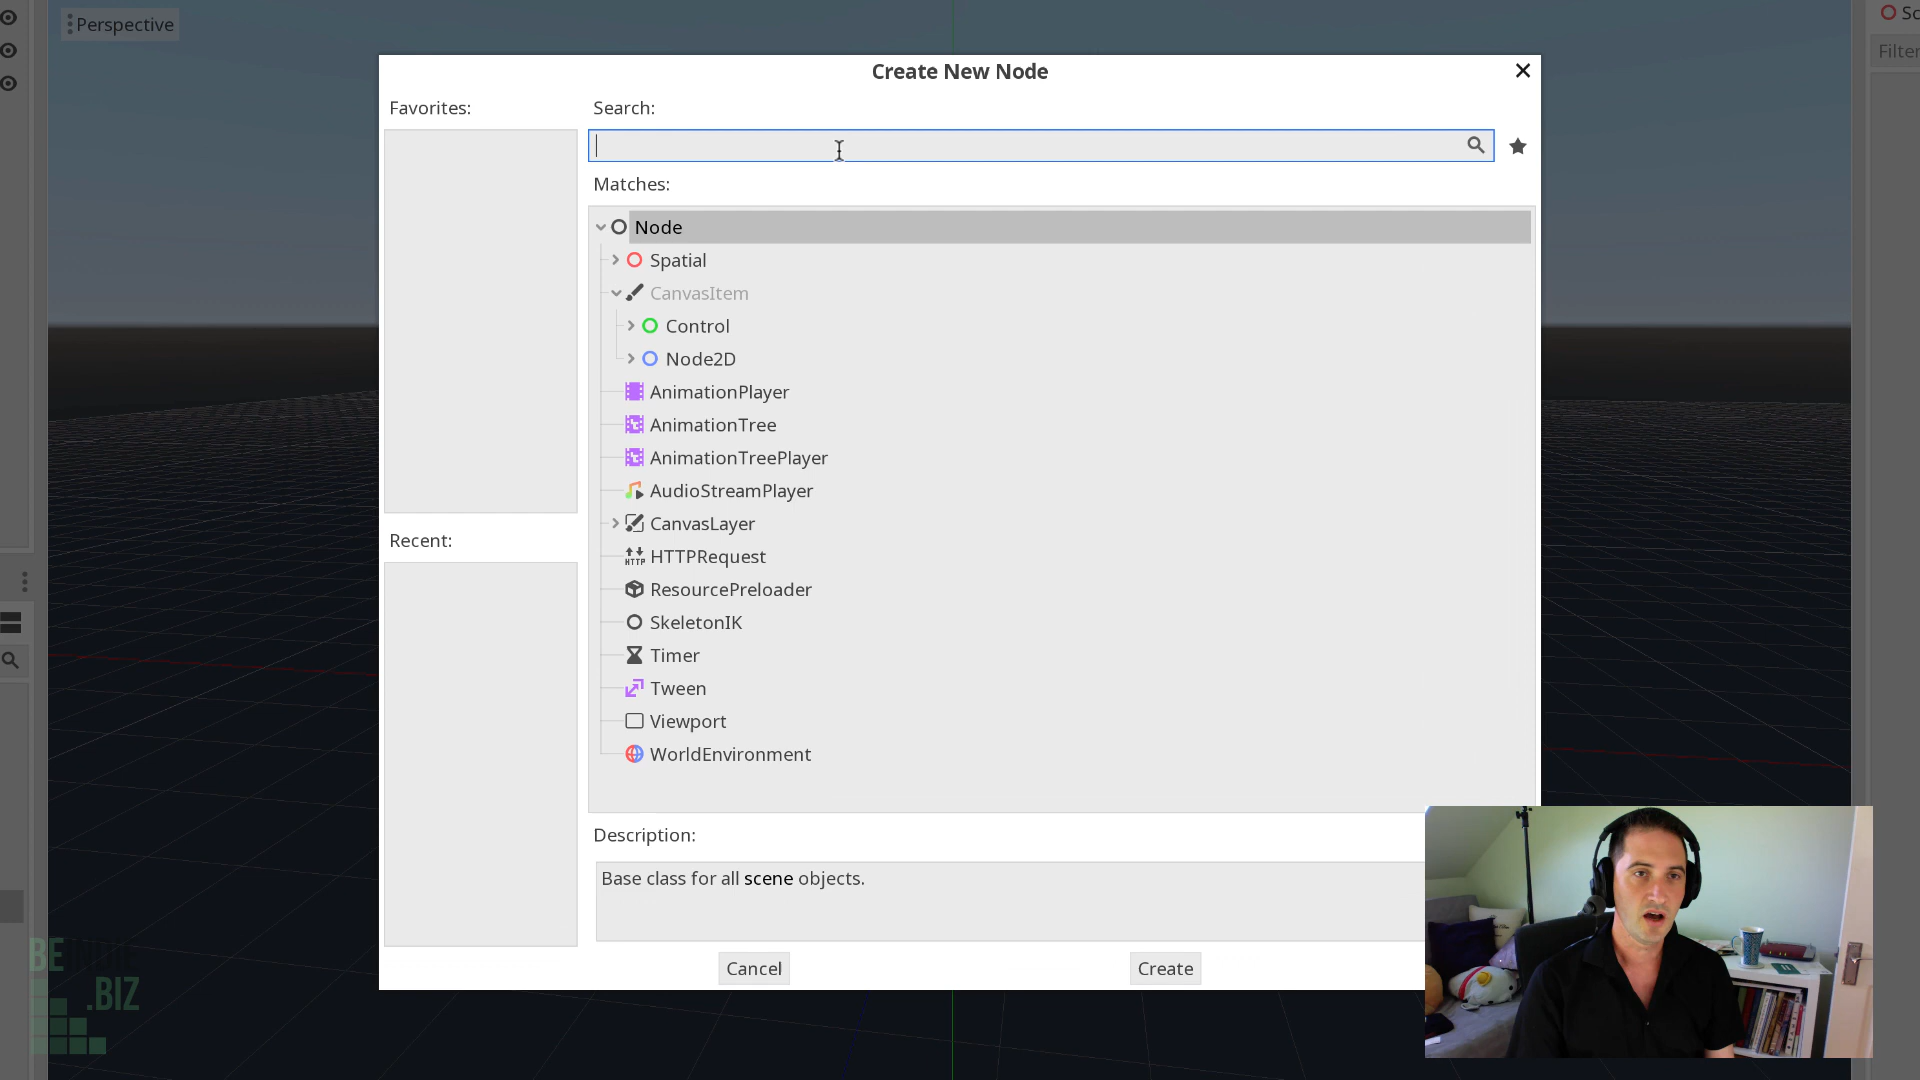 Perspective
Sc
Filter
Create New Node
Favorites:
Search:
Matches:
Node
Spatial
CanvasItem
Control
Node2D
AnimationPlayer
AnimationTree
AnimationTreePlayer
AudioStreamPlayer
CanvasLayer
HTTPRequest
ResourcePreloader
SkeletonIK
Timer
Tween
Viewport
WorldEnvironment
Recent:
Description:
Base class for all scene objects.
Cancel
Create
.BIZ